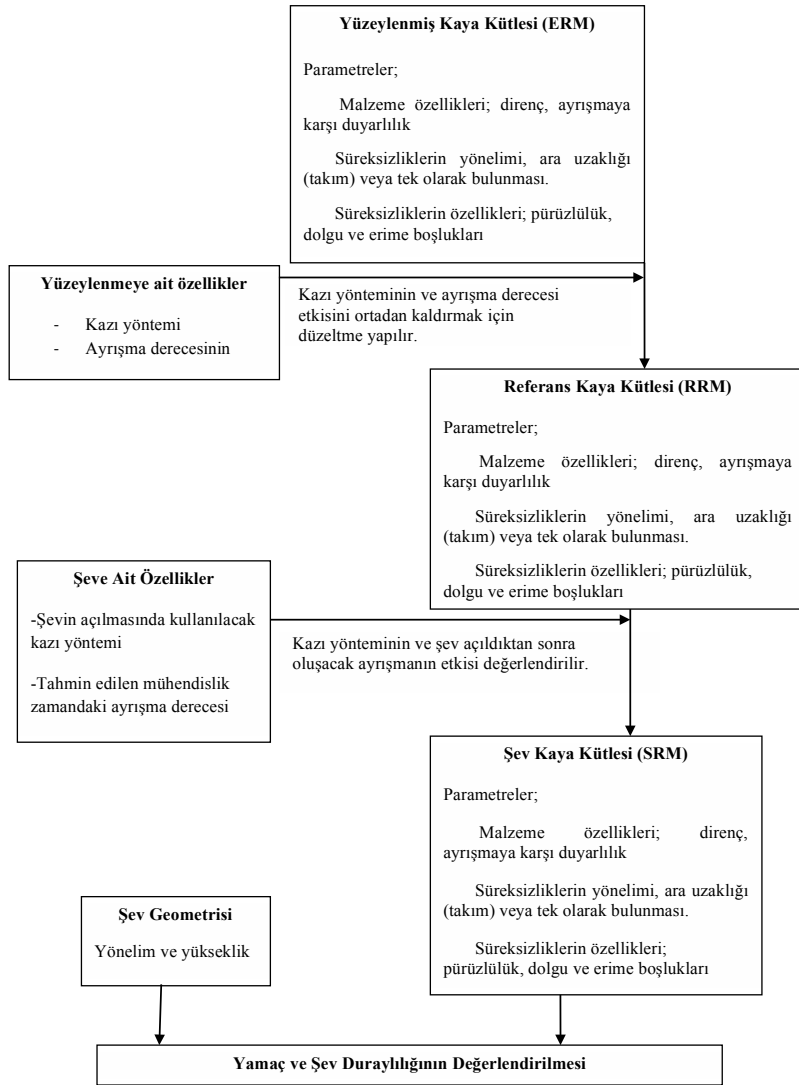 Yüzeylenmiş Kaya Kütlesi (ERM)
Parametreler;
Malzeme özellikleri; direnç, ayrışmaya
karşı duyarlılık
Süreksizliklerin yönelimi, ara uzaklığı
(takım) veya tek olarak bulunması.
Süreksizliklerin özellikleri; pürüzlülük,
dolgu ve erime boşlukları
Yüzeylenmeye ait özellikler
- Kazı yöntemi
- Ayrışma derecesinin
Kazı yönteminin ve ayrışma derecesi
etkisini ortadan kaldırmak için
düzeltme yapılır.
Referans Kaya Kütlesi (RRM)
Parametreler;
Malzeme özellikleri; direnç, ayrışmaya
karşı duyarlılık
Süreksizliklerin yönelimi, ara uzaklığı
(takım) veya tek olarak bulunması.
Süreksizliklerin özellikleri; pürüzlülük,
dolgu ve erime boşlukları
Şeve Ait Özellikler
-Şevin açılmasında kullanılacak
kazı yöntemi
-Tahmin edilen mühendislik
zamandaki ayrışma derecesi
Kazı yönteminin ve şev açıldıktan sonra
oluşacak ayrışmanın etkisi değerlendirilir.
Şev Kaya Kütlesi (SRM)
Parametreler;
Malzeme özellikleri; direnç,
ayrışmaya karşı duyarlılık
Süreksizliklerin yönelimi, ara uzaklığı
(takım) veya tek olarak bulunması.
Süreksizliklerin özellikleri;
pürüzlülük, dolgu ve erime boşlukları
Şev Geometrisi
Yönelim ve yükseklik
Yamaç ve Şev Duraylılığının Değerlendirilmesi